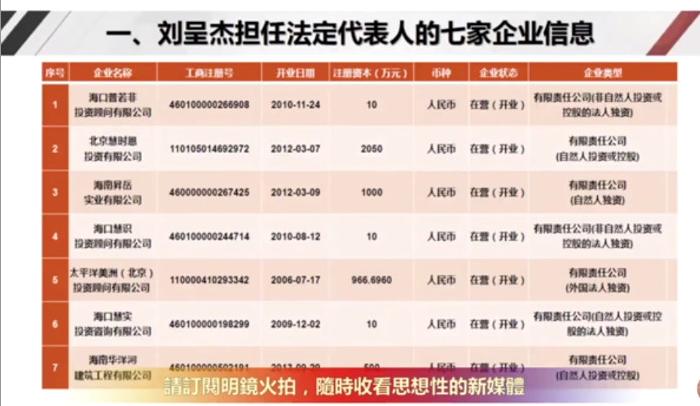 一、刘呈杰担任法定代表人的七家企业信息
序号 企业名称 工商注册号 开业日期 注册资本（万元） 币种 企业状态 企业类型
1 海口普若非 460100000266908 2010-11-24 10 人民币 在营（开业） 有限责任公司(非自然人投资或
投资顾问有限公司 控股的法人独资)
2 北京慧时恩 110105014692972 2012-03-07 2050 人民币 在营（开业） 有限责任公司
投资有限公司 (自然人投资或控股)
3 海南昇岳 460000000267425 2012-03-09 1000 人民币 在营（开业） 有限责任公司
实业有限公司 (自然人独资)
4 海口慧识 460100000244714 2010-08-12 10 人民币 在营（开业） 有限责任公司(非自然人投资或
投资顾问有限公司 控股的法人独资)
5 太平洋美洲（北京） 110000410293342 2006-07-17 966.6960 人民币 在营（开业） 有限责任公司
投资顾问有限公司 (外国法人独资)
6 海口慧实 460100000198299 2009-12-02 10 人民币 在营（开业） 有限责任公司(自然人投资或
投资咨询有限公司 控股的法人独资)
7 海南华洋河 人民币 在营（开业） 有限责任公司(自然人投资或控
建筑工程有限公司 股的法人独资)
請訂閱明鏡火拍，隨時收看思想性的新媒體